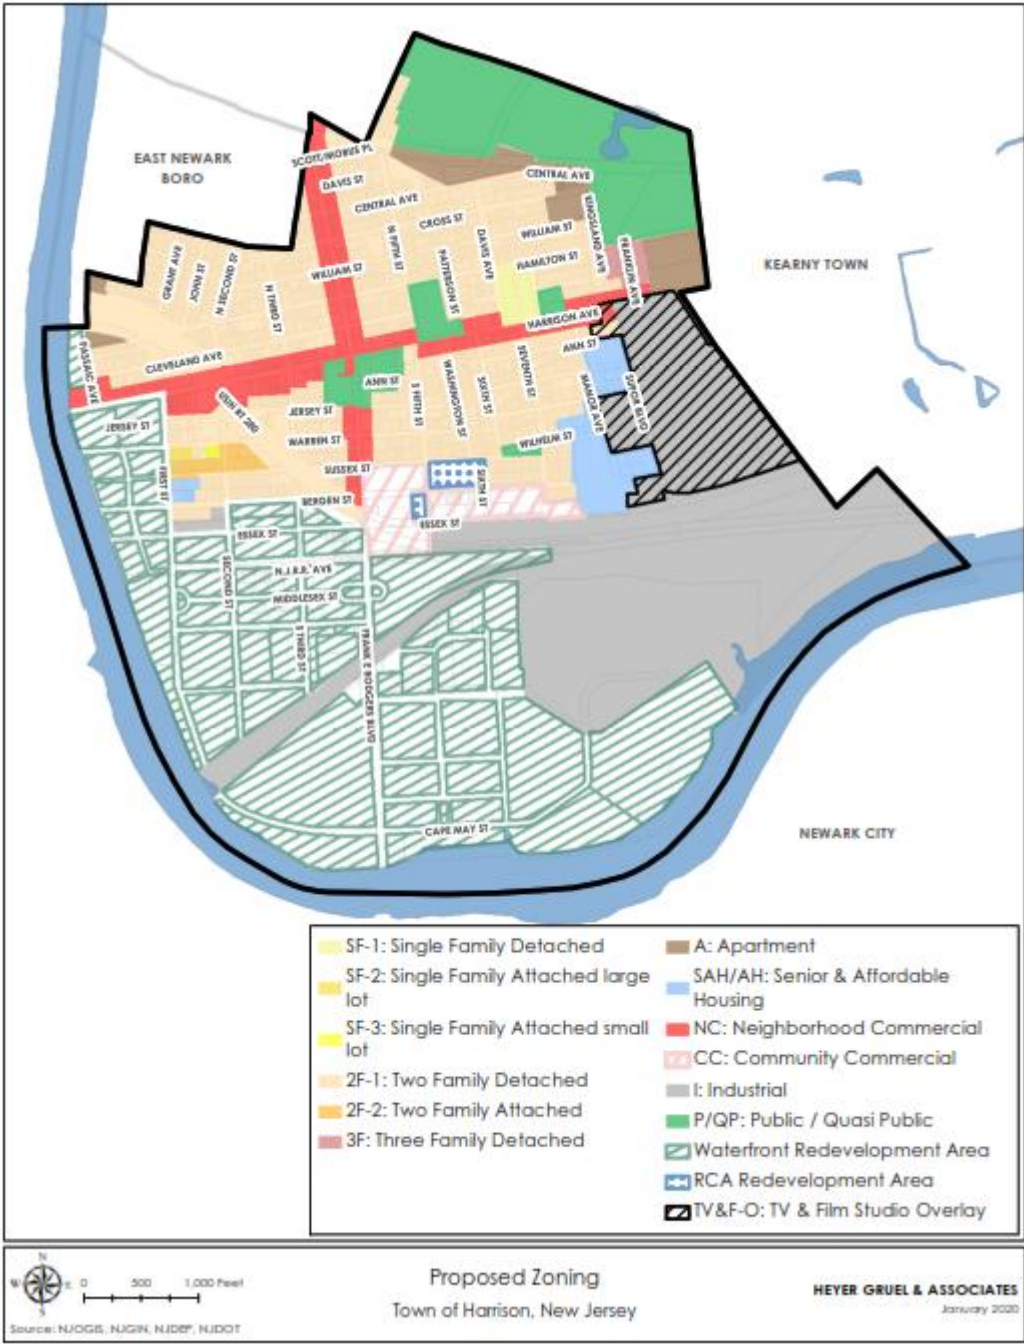 EAST NEWARK
BORO
SCOTT/MOBUS PL
DAVIS ST
CENTRAL AVE
CENTRAL AVE
CROSS ST
N FIFTH ST
PATTERSON ST
DAVIS AVE
WILLIAM ST
KINGSLAND AVE
HAMILTON ST
FRANKLIN AVE
KEARNY TOWN
GRANT AVE
JOHN ST
N SECOND ST
N THIRD ST
WILLIAM ST
HARRISON AVE
ANN ST
PASSAIC AVE
CLEVELAND AVE
ANN ST
S FIFTH ST
WASHINGTON ST
SIXTH ST
SEVENTH ST
MANOR AVE
SUPOR BLVD
JERSEY ST
JERSEY ST
WARREN ST
WILHELM ST
SUSSEX ST
FIRST ST
BERGEN ST
SIXTH ST
ESSEX ST
ESSEX ST
SECOND ST
N.J.R.R. AVE
MIDDLESEX ST
S THIRD ST
FRANK E RODGERS BLVD
CAPE MAY ST
NEWARK CITY
SF-1: Single Family Detached
SF-2: Single Family Attached large
lot
SF-3: Single Family Attached small
lot
2F-1: Two Family Detached
2F-2: Two Family Attached
3F: Three Family Detached
A: Apartment
SAH/AH: Senior & Affordable
Housing
NC: Neighborhood Commercial
CC: Community Commercial
I: Industrial
P/QP: Public / Quasi Public
Waterfront Redevelopment Area
RCA Redevelopment Area
TV&F-O: TV & Film Studio Overlay
N
W
E
S
0 500 1,000 Feet
Source: NJOGIS, NJGIN, NJDEP, NJDOT
Proposed Zoning
Town of Harrison, New Jersey
HEYER GRUEL & ASSOCIATES
January 2020